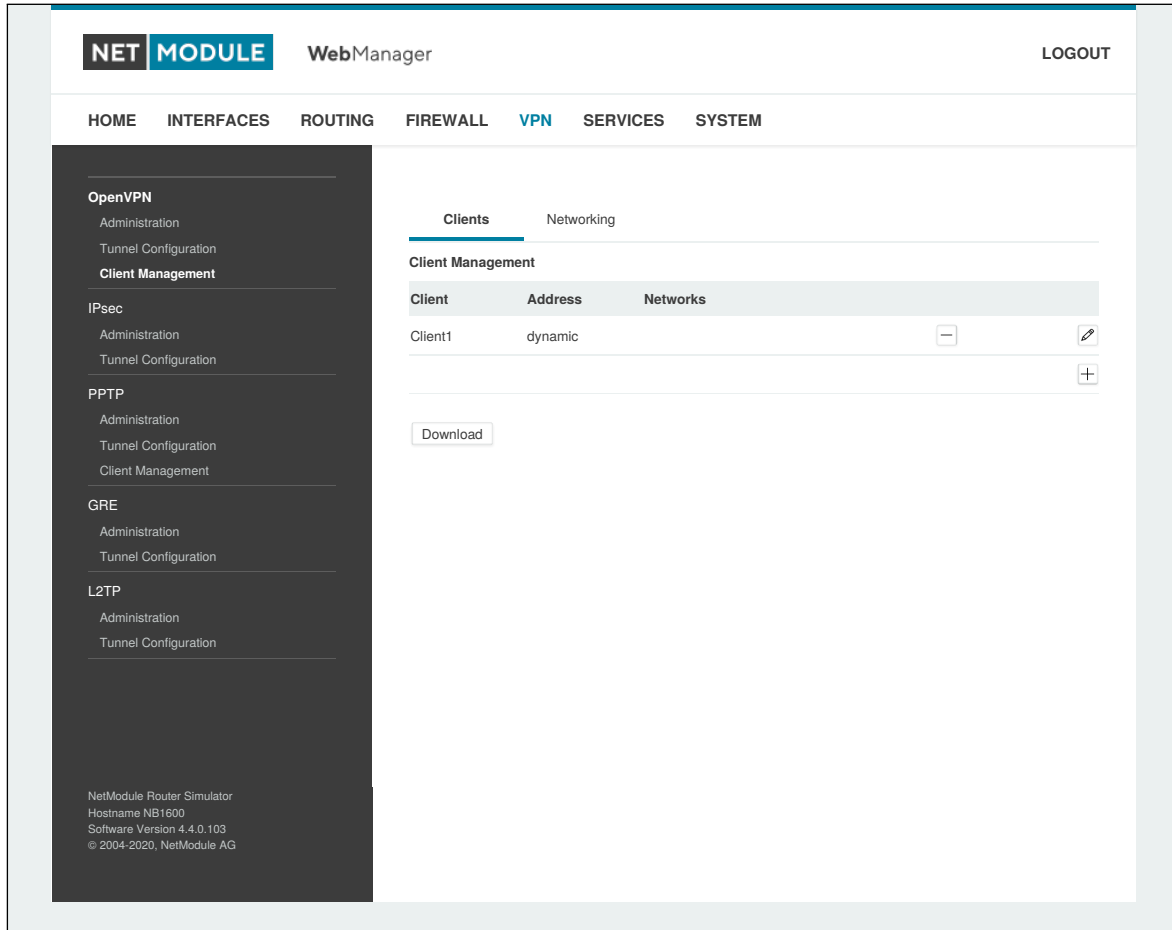 NET MODULE WebManager LOGOUT
HOME INTERFACES ROUTING FIREWALL VPN SERVICES SYSTEM
OpenVPN
Administration
Tunnel Configuration
Client Management
IPsec
Administration
Tunnel Configuration
PPTP
Administration
Tunnel Configuration
Client Management
GRE
Administration
Tunnel Configuration
L2TP
Administration
Tunnel Configuration
NetModule Router Simulator
Hostname NB1600
Software Version 4.4.0.103
© 2004-2020, NetModule AG
Clients Networking
Client Management
Client Address Networks
Client1 dynamic
Download